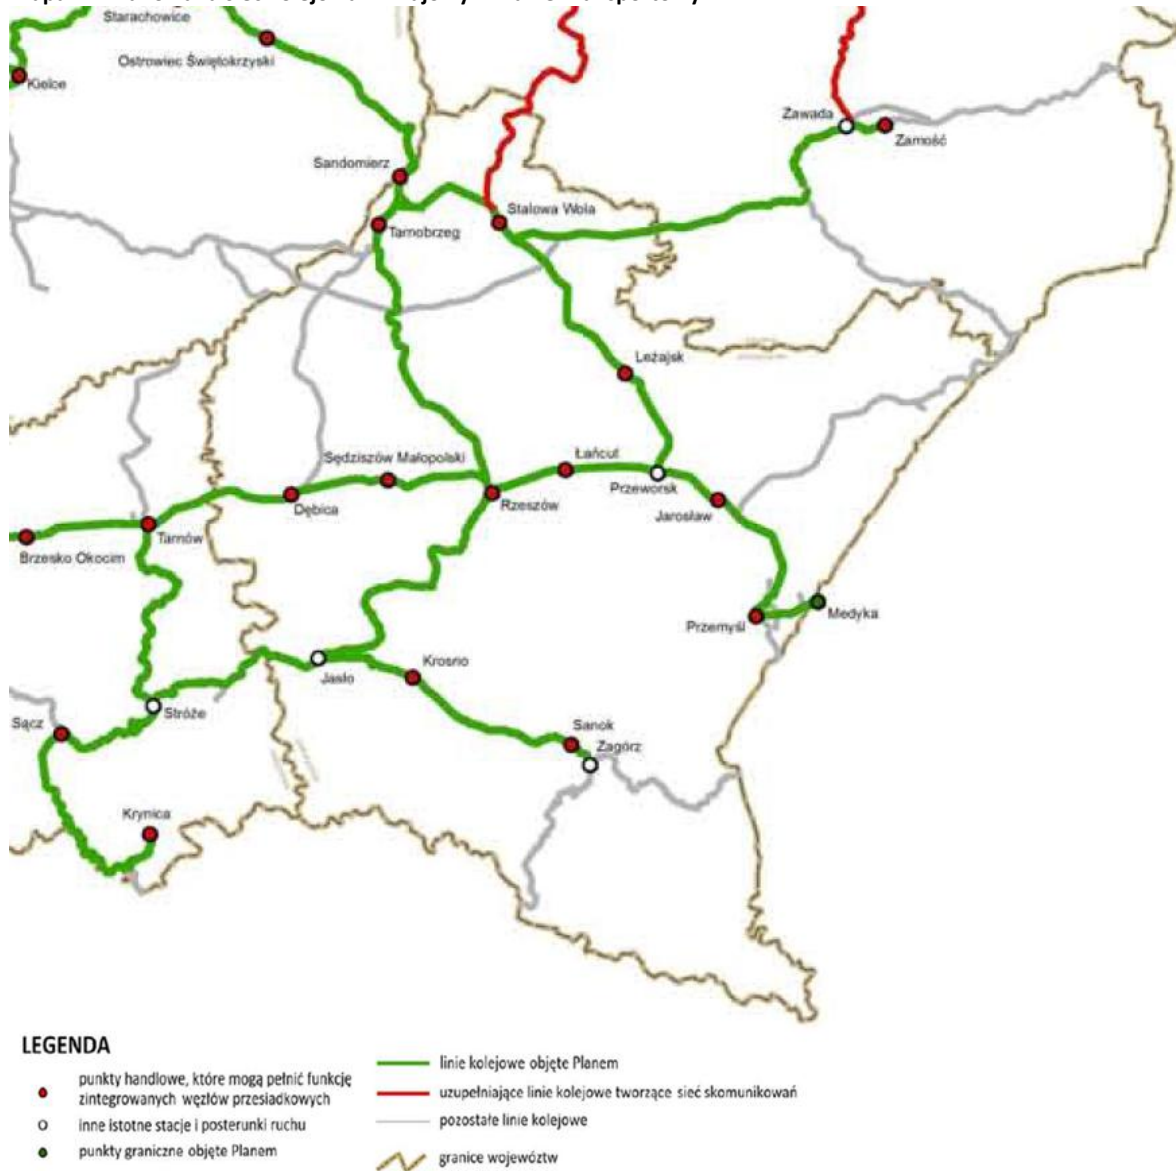 Starachowice
Ostrowiec Świętokrzyski
Kielce
Zawada
Zamość
Sandomierz
Stalowa Wola
Tarnobrzeg
Leżajsk
Sędziszów Małopolski
Łańcut
Przeworsk
Rzeszów
Dębica
Jarosław
Tarnów
Brzesko Okocim
Przemyśl
Medyka
Jasło
Krosno
Stróże
Sącz
Sanok
Zagórz
Krynica
LEGENDA
punkty handlowe, które mogą pełnić funkcję
zintegrowanych węzłów przesiadkowych
inne istotne stacje i posterunki ruchu
punkty graniczne objęte Planem
linie kolejowe objęte Planem
uzupełniające linie kolejowe tworzące sieć skomunikowań
pozostałe linie kolejowe
granice województw